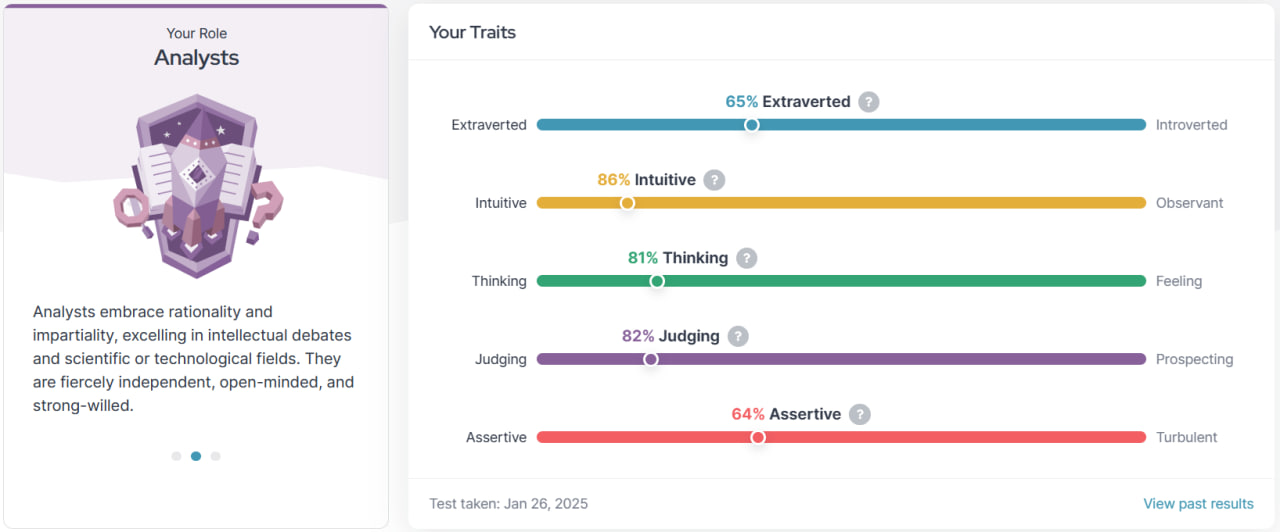 Your Role
Analysts
Analysts embrace rationality and
impartiality, excelling in intellectual debates
and scientific or technological fields. They
are fiercely independent, open-minded, and
strong-willed.
Your Traits
65% Extraverted ?
Extraverted Introverted
86% Intuitive ?
Intuitive Observant
81% Thinking ?
Thinking Feeling
82% Judging ?
Judging Prospecting
64% Assertive ?
Assertive Turbulent
Test taken: Jan 26, 2025 View past results